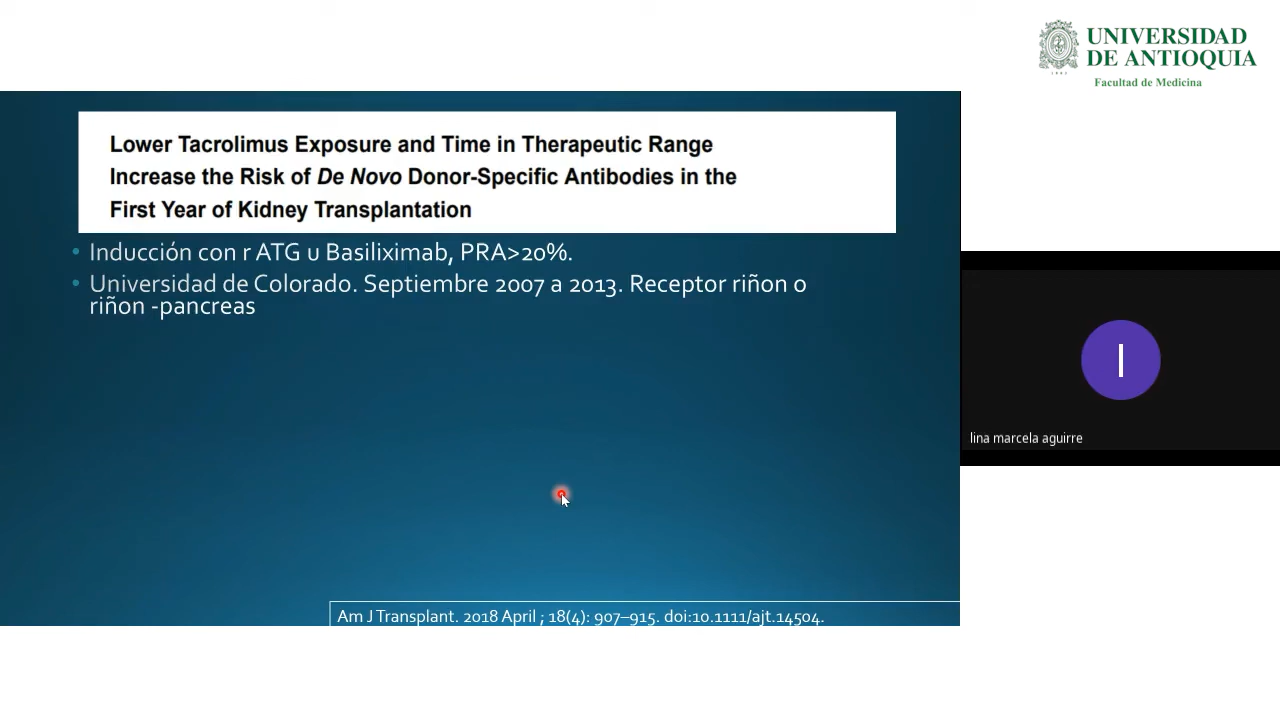 UNIVERSIDAD
DE ANTIOQUIA
1803
Facultad de Medicina
Lower Tacrolimus Exposure and Time in Therapeutic Range
Increase the Risk of De Novo Donor-Specific Antibodies in the
First Year of Kidney Transplantation
• Inducción con r ATG u Basiliximab, PRA>20%.
• Universidad de Colorado. Septiembre 2007 a 2013. Receptor riñon o
riñon -pancreas
Am J Transplant. 2018 April ; 18(4): 907–915. doi:10.1111/ajt.14504.
l
lina marcela aguirre